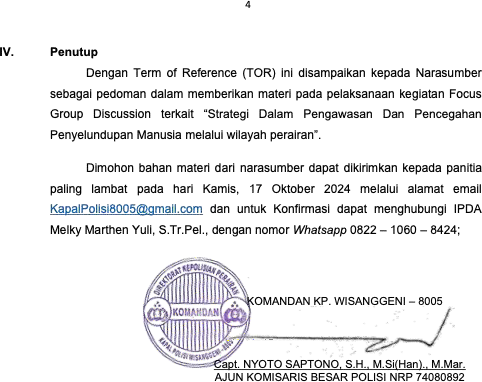 4
IV. Penutup
Dengan Term of Reference (TOR) ini disampaikan kepada Narasumber
sebagai pedoman dalam memberikan materi pada pelaksanaan kegiatan Focus
Group Discussion terkait “Strategi Dalam Pengawasan Dan Pencegahan
Penyelundupan Manusia melalui wilayah perairan”.
Dimohon bahan materi dari narasumber dapat dikirimkan kepada panitia
paling lambat pada hari Kamis, 17 Oktober 2024 melalui alamat email
KapalPolisi8005@gmail.com dan untuk Konfirmasi dapat menghubungi IPDA
Melky Marthen Yuli, S.Tr.Pel., dengan nomor Whatsapp 0822 – 1060 – 8424;
KOMANDAN KP. WISANGGENI – 8005
DIREKTORAT KEPOLISIAN PERAIRAN
KOMANDAN
KAPAL POLISI WISANGGENI-8005
Capt. NYOTO SAPTONO, S.H., M.Si(Han)., M.Mar.
AJUN KOMISARIS BESAR POLISI NRP 74080892